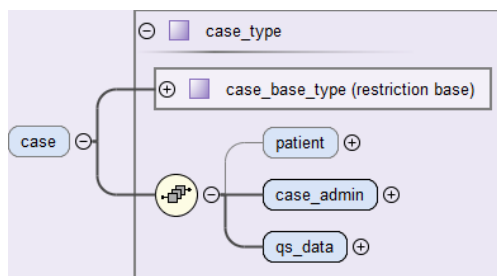 case_type
case_base_type (restriction base)
case
patient
case_admin
qs_data